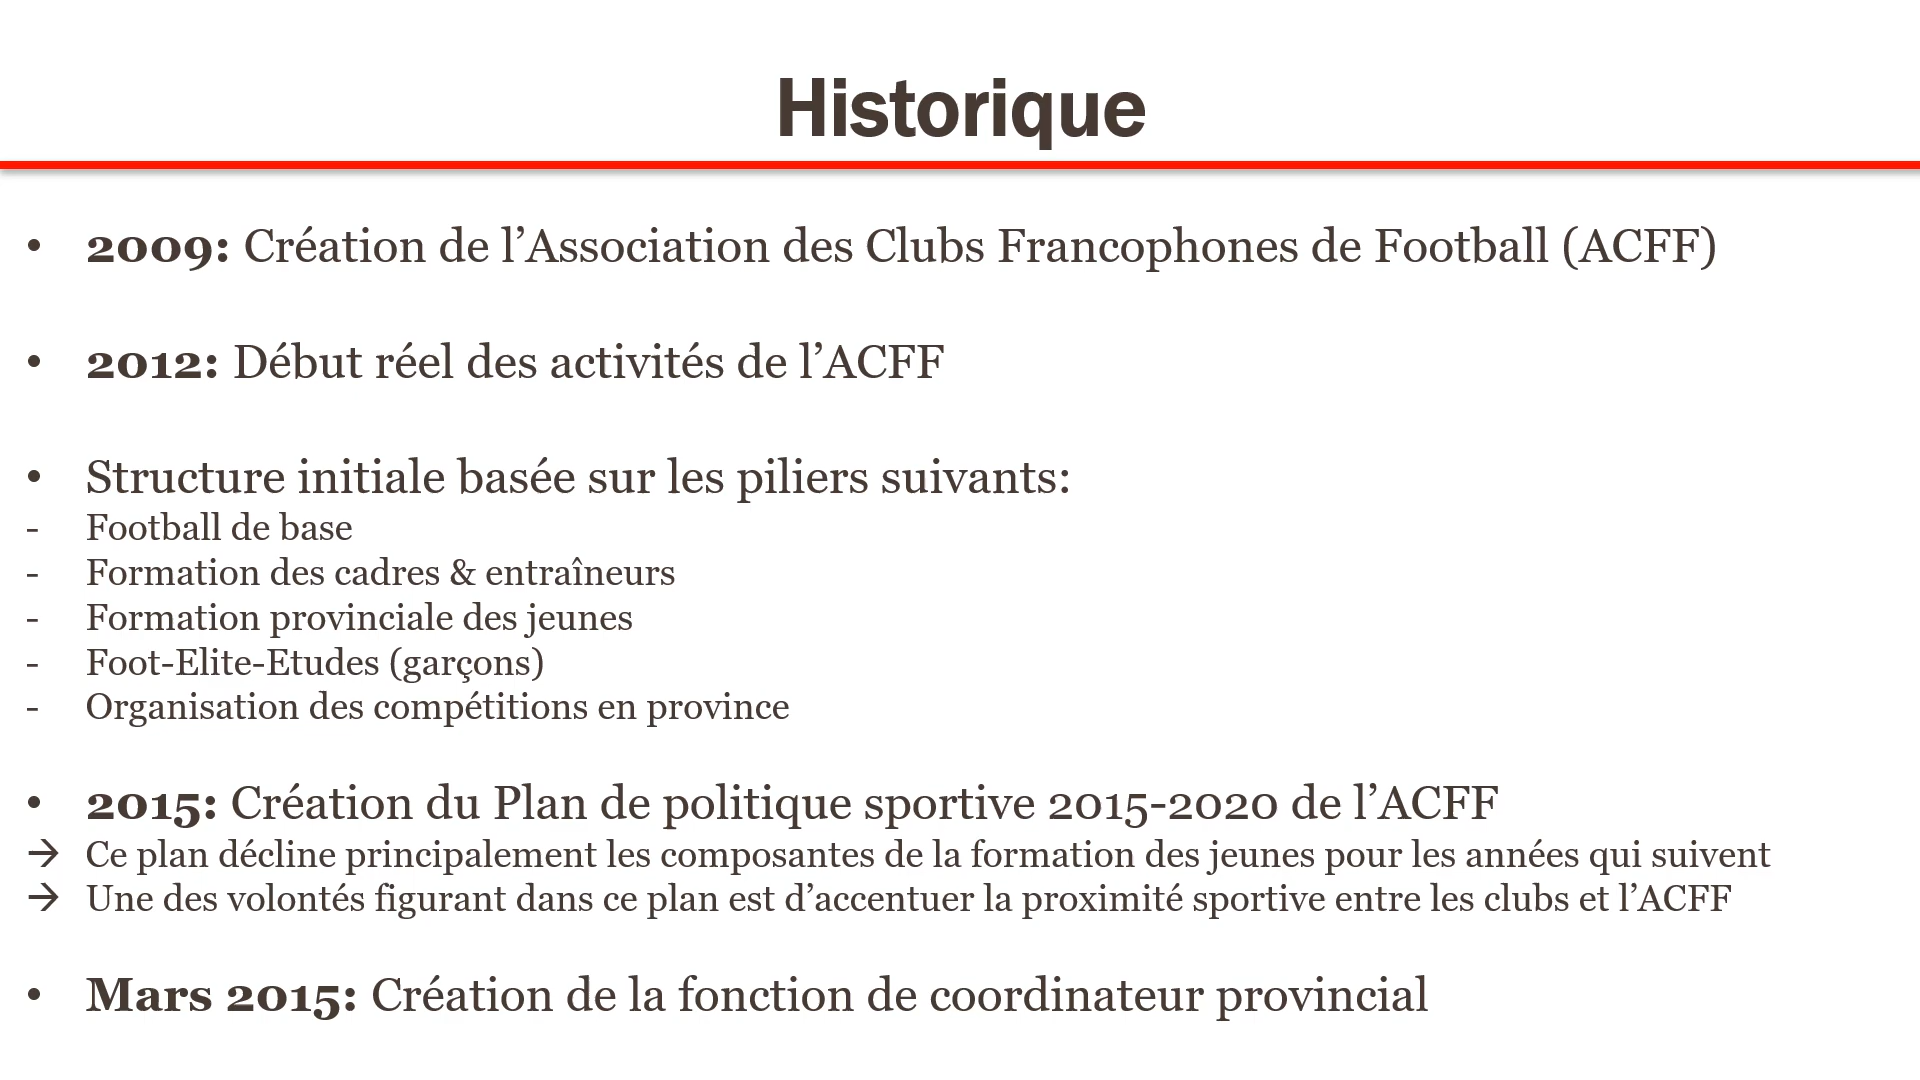 Historique
• 2009: Création de l’Association des Clubs Francophones de Football (ACFF)
• 2012: Début réel des activités de l’ACFF
• Structure initiale basée sur les piliers suivants:
- Football de base
- Formation des cadres & entraîneurs
- Formation provinciale des jeunes
- Foot-Elite-Etudes (garçons)
- Organisation des compétitions en province
• 2015: Création du Plan de politique sportive 2015-2020 de l’ACFF
→ Ce plan décline principalement les composantes de la formation des jeunes pour les années qui suivent
→ Une des volontés figurant dans ce plan est d’accentuer la proximité sportive entre les clubs et l’ACFF
• Mars 2015: Création de la fonction de coordinateur provincial